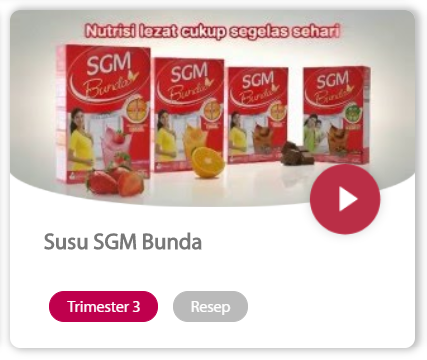 Nutrisi lezat cukup segelas sehari
SGM
Bunda
SGM
Bunda
SGM
Bunda
SGM
Bunda
Susu SGM Bunda
Trimester 3
Resep